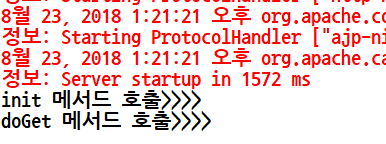 8월 23, 2018 1:21:21 오후 org.apache.co
정보: Starting ProtocolHandler ["ajp-ni
8월 23, 2018 1:21:21 오후 org.apache.ca
정보: Server startup in 1572 ms
init 메서드 호출>>>>
doGet 메서드 호출>>>>